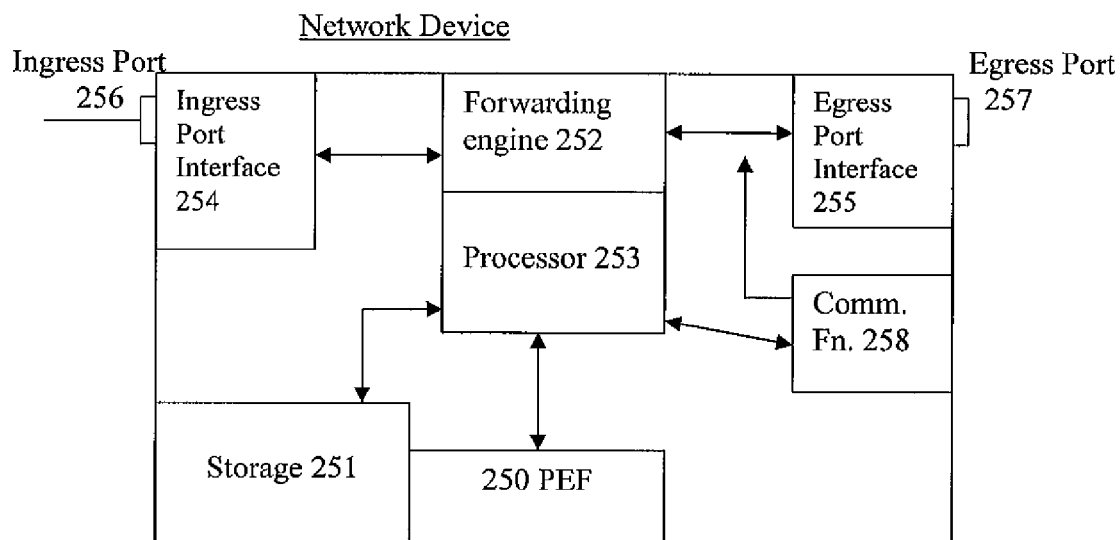 Network Device
Ingress Port
256
Ingress
Port
Interface
254
Forwarding
engine 252
Egress
Port
Interface
255
Egress Port
257
Processor 253
Comm.
Fn. 258
Storage 251
250 PEF